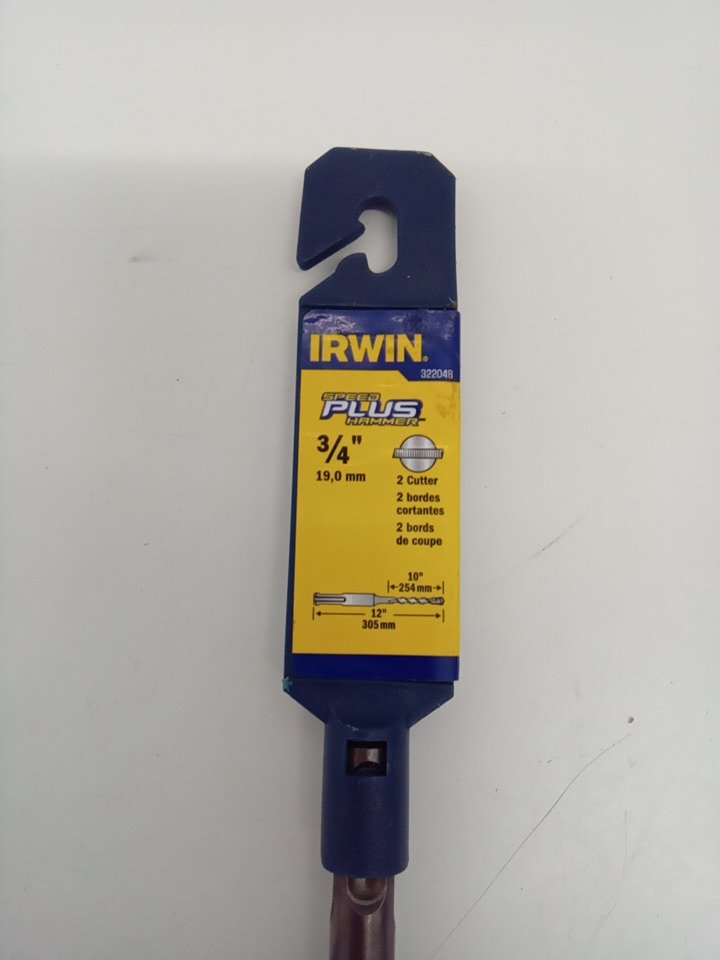 IRWIN®
322048
SPEED
PLUS
HAMMER
3/4"
19,0 mm
2 Cutter
2 bordes
cortantes
2 bords
de coupe
10"
254 mm
12"
305 mm